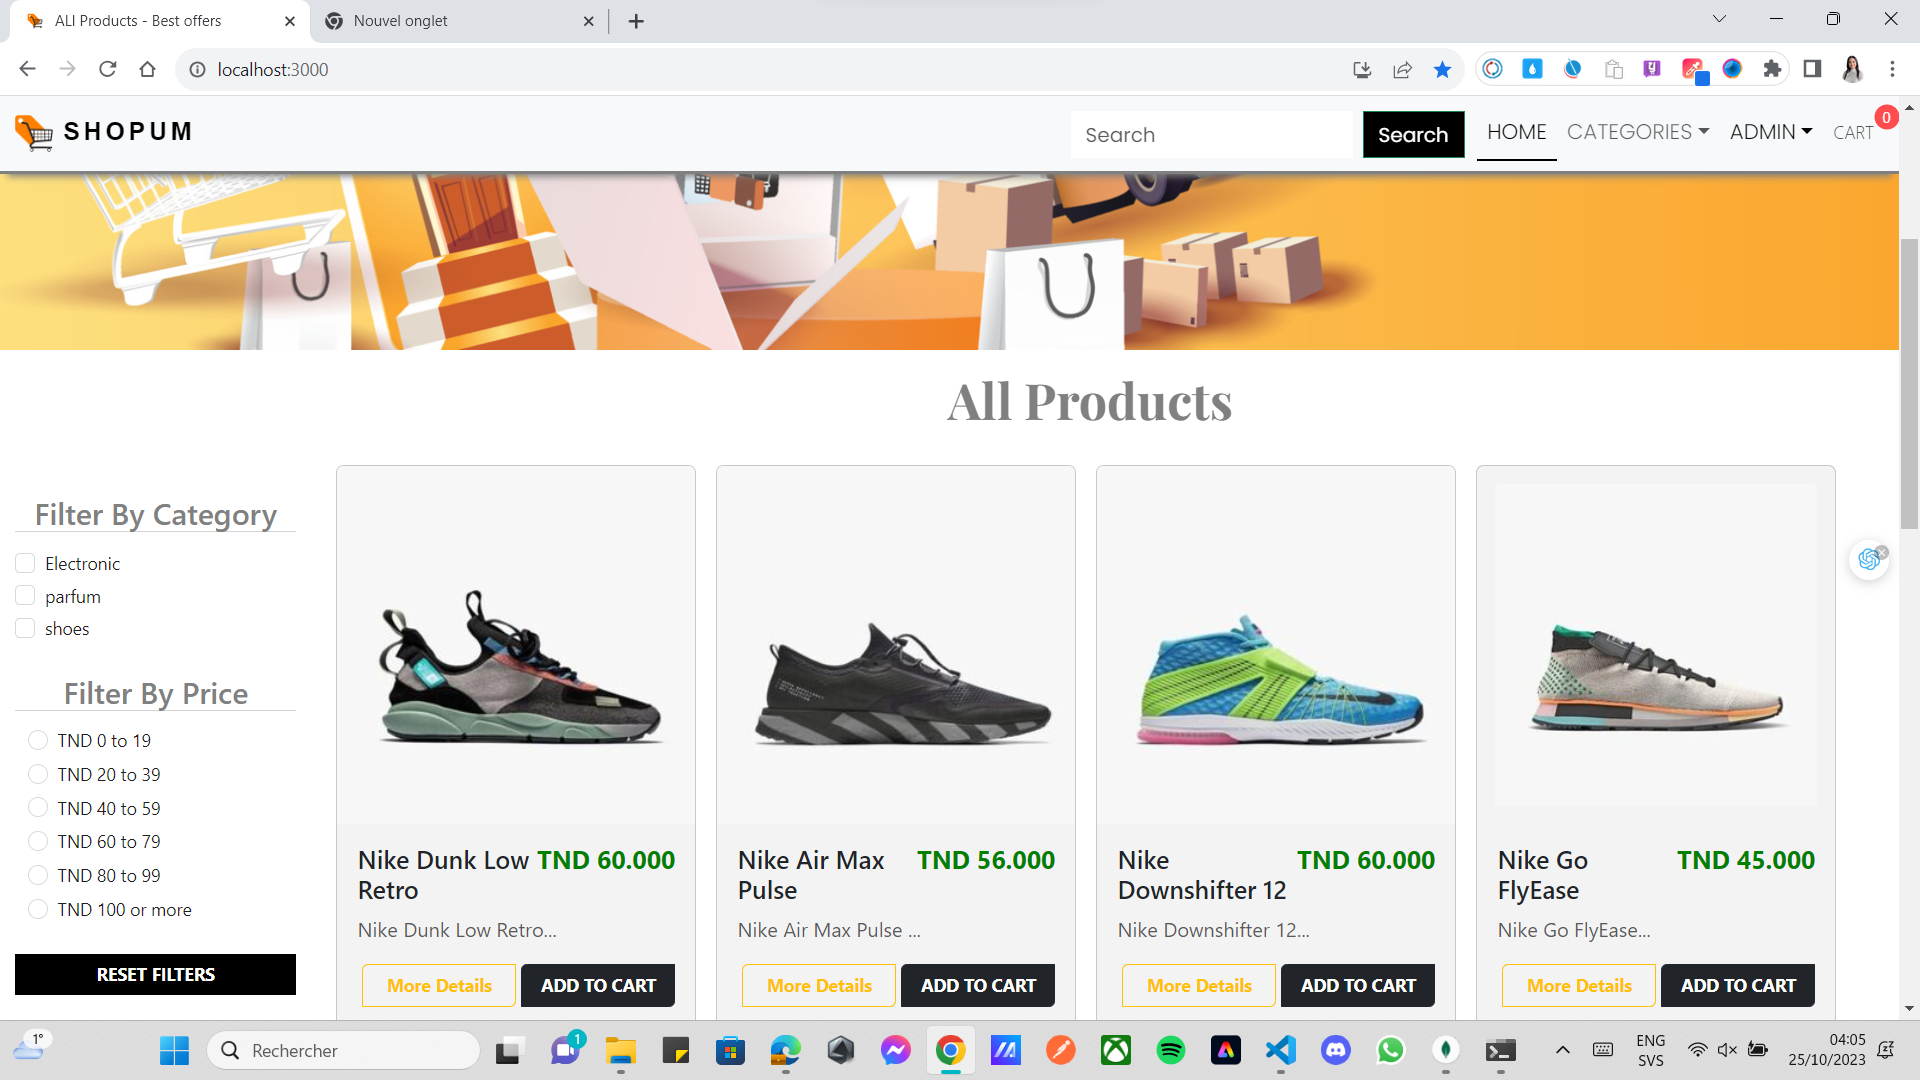 ALl Products - Best offers
Nouvel onglet
localhost:3000
SHOPUM
Search
Search
HOME
CATEGORIES
ADMIN
CART
0
All Products
Filter By Category
Electronic
parfum
shoes
Filter By Price
TND 0 to 19
TND 20 to 39
TND 40 to 59
TND 60 to 79
TND 80 to 99
TND 100 or more
RESET FILTERS
Nike Dunk Low Retro
TND 60.000
Nike Dunk Low Retro...
More Details
ADD TO CART
Nike Air Max Pulse
TND 56.000
Nike Air Max Pulse ...
More Details
ADD TO CART
Nike Downshifter 12
TND 60.000
Nike Downshifter 12...
More Details
ADD TO CART
Nike Go FlyEase
TND 45.000
Nike Go FlyEase...
More Details
ADD TO CART
1°
Rechercher
1
ENG
SVS
04:05
25/10/2023